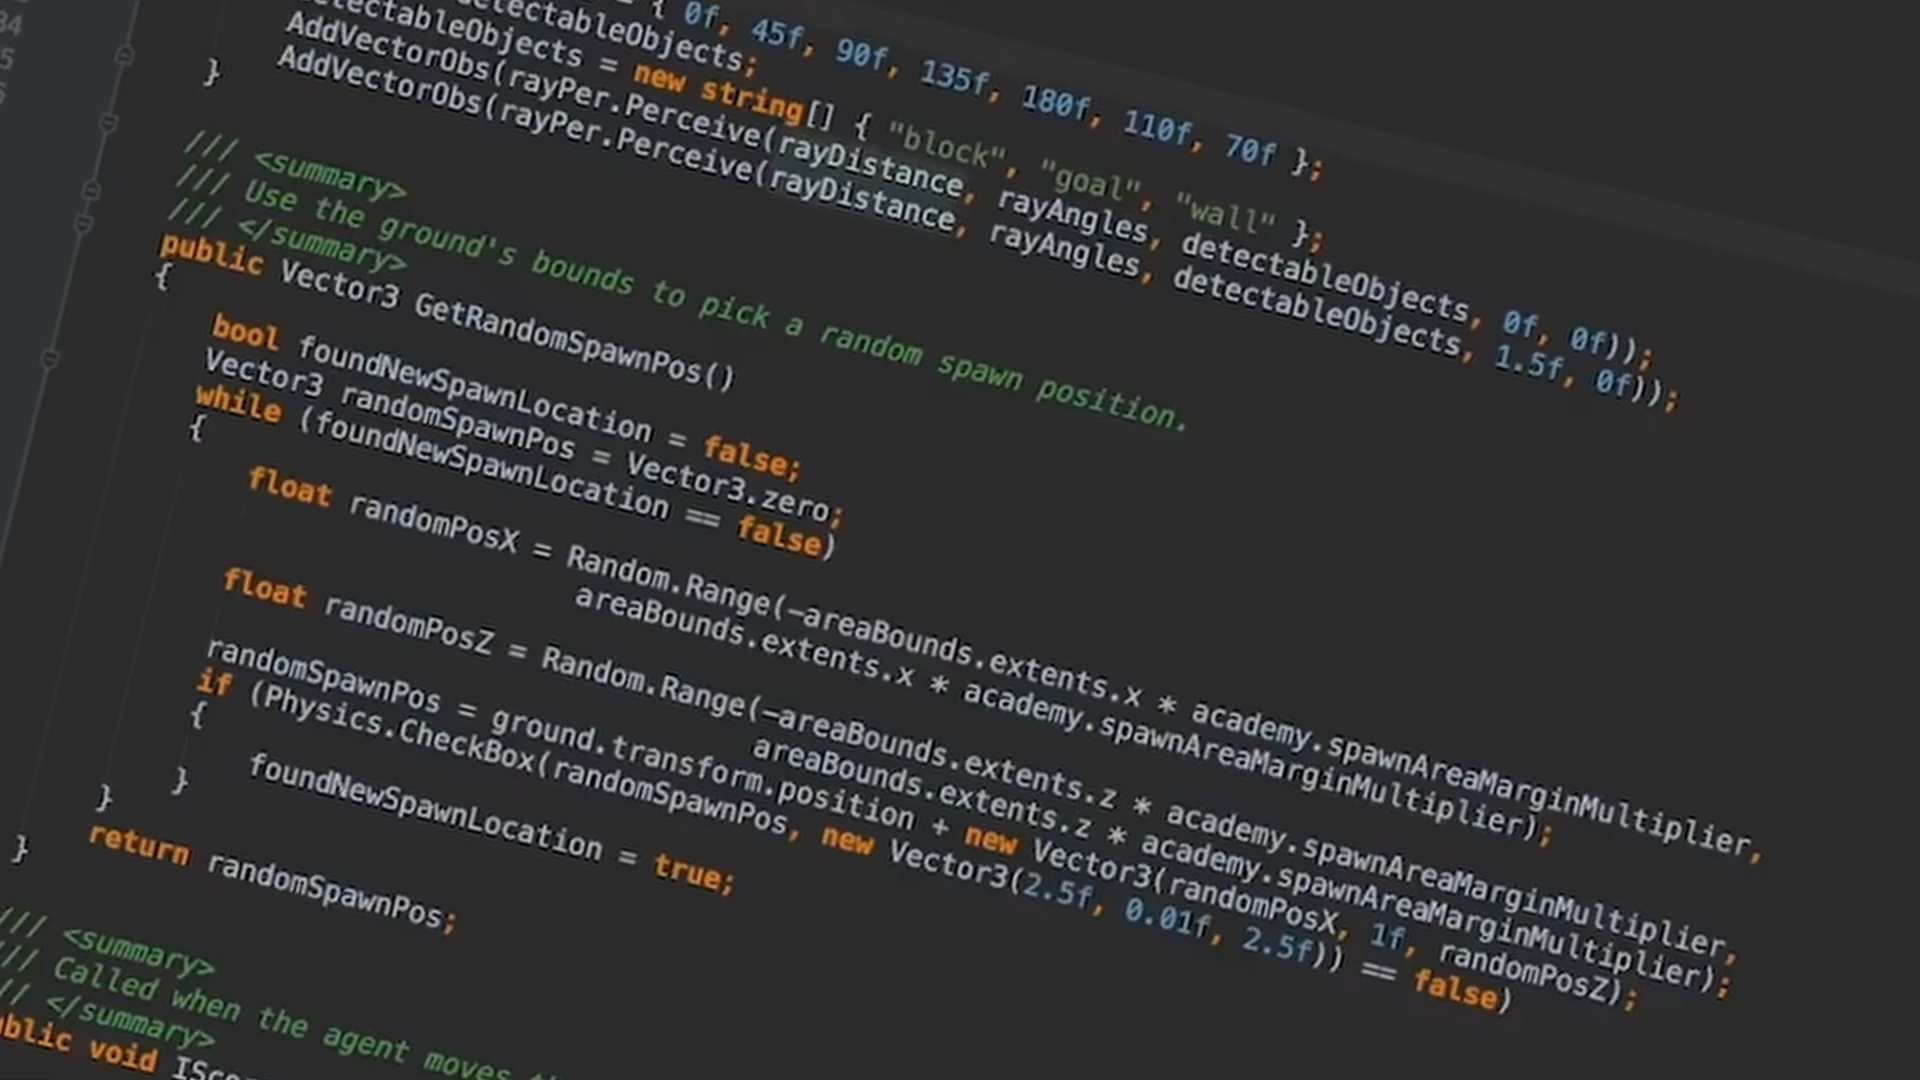 34
5
= { 0f, 45f, 90f, 135f, 180f, 110f, 70f };
detectableObjects;
detectableObjects = new string[] { "block", "goal", "wall" };
AddVectorObs(rayPer.Perceive(rayDistance, rayAngles, detectableObjects, 0f, 0f));
AddVectorObs(rayPer.Perceive(rayDistance, rayAngles, detectableObjects, 1.5f, 0f));
}
/// <summary>
/// Use the ground's bounds to pick a random spawn position.
/// </summary>
public Vector3 GetRandomSpawnPos()
{
bool foundNewSpawnLocation = false;
Vector3 randomSpawnPos = Vector3.zero;
while (foundNewSpawnLocation == false)
{
float randomPosX = Random.Range(-areaBounds.extents.x * academy.spawnAreaMarginMultiplier,
areaBounds.extents.x * academy.spawnAreaMarginMultiplier);
float randomPosZ = Random.Range(-areaBounds.extents.z * academy.spawnAreaMarginMultiplier,
areaBounds.extents.z * academy.spawnAreaMarginMultiplier);
randomSpawnPos = ground.transform.position + new Vector3(randomPosX, 1f, randomPosZ);
if (Physics.CheckBox(randomSpawnPos, new Vector3(2.5f, 0.01f, 2.5f)) == false)
{
foundNewSpawnLocation = true;
}
}
return randomSpawnPos;
}
/// <summary>
/// Called when the agent moves
/// </summary>
public void